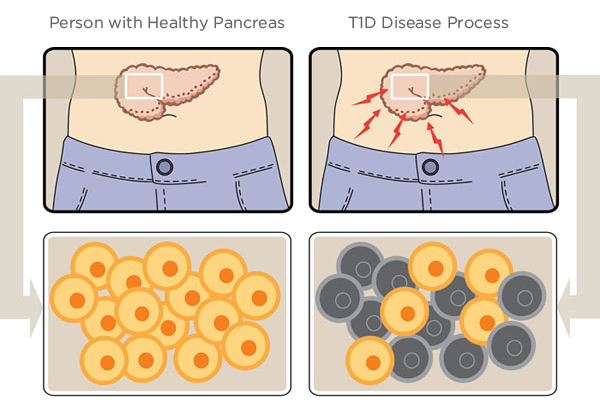 Person with Healthy Pancreas
T1D Disease Process